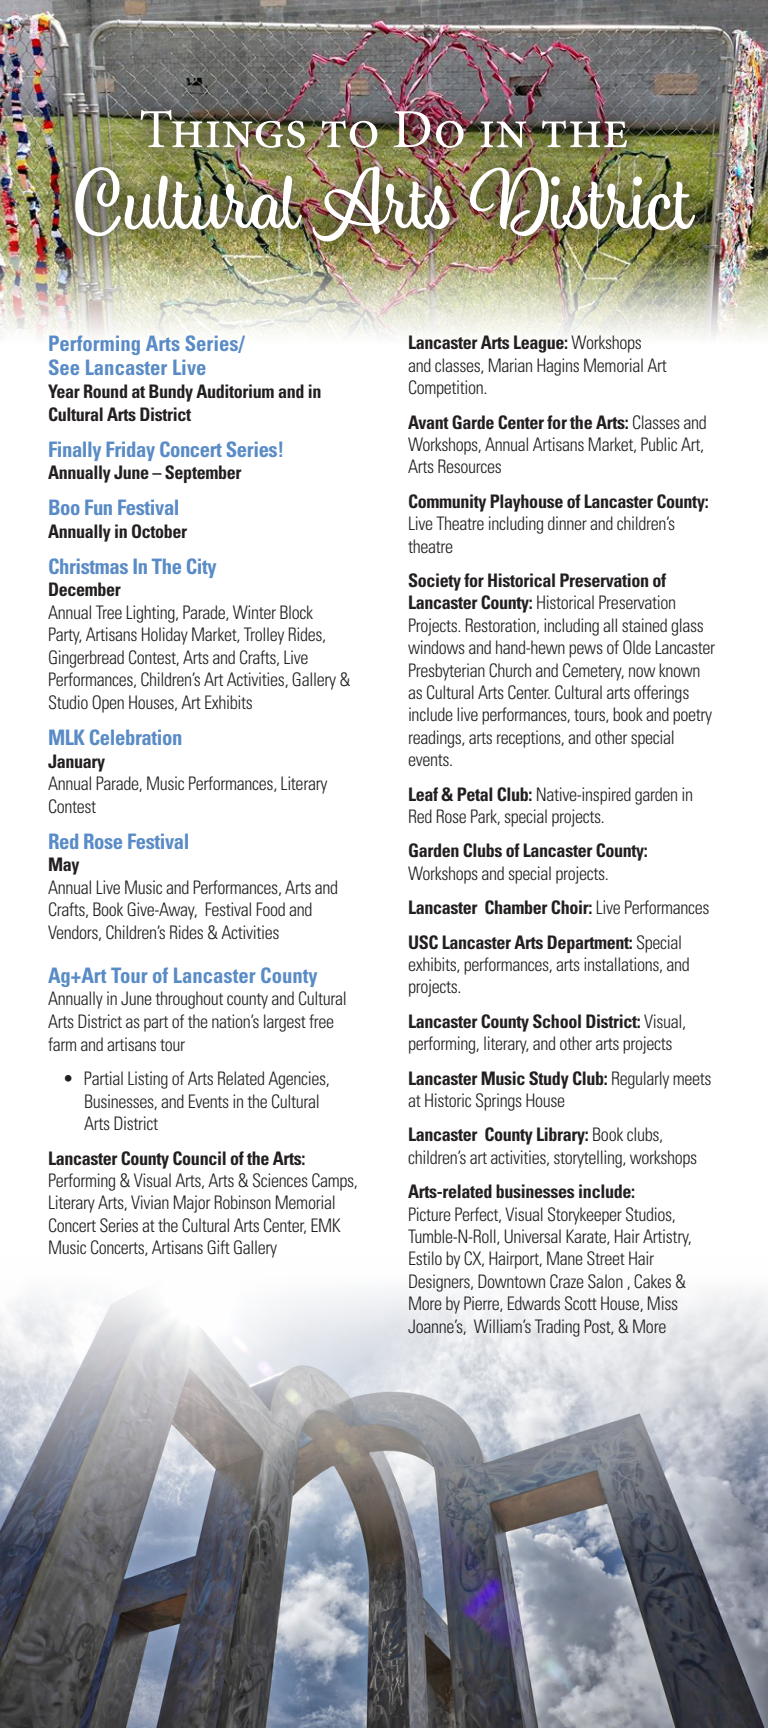 Things to Do in the
Cultural Arts District
Performing Arts Series/
See Lancaster Live
Year Round at Bundy Auditorium and in
Cultural Arts District
Finally Friday Concert Series!
Annually June – September
Boo Fun Festival
Annually in October
Christmas In The City
December
Annual Tree Lighting, Parade, Winter Block
Party, Artisans Holiday Market, Trolley Rides,
Gingerbread Contest, Arts and Crafts, Live
Performances, Children's Art Activities, Gallery &
Studio Open Houses, Art Exhibits
MLK Celebration
January
Annual Parade, Music Performances, Literary
Contest
Red Rose Festival
May
Annual Live Music and Performances, Arts and
Crafts, Book Give-Away,  Festival Food and
Vendors, Children's Rides & Activities
Ag+Art Tour of Lancaster County
Annually in June throughout county and Cultural
Arts District as part of the nation's largest free
farm and artisans tour
• Partial Listing of Arts Related Agencies,
Businesses, and Events in the Cultural
Arts District
Lancaster County Council of the Arts:
Performing & Visual Arts, Arts & Sciences Camps,
Literary Arts, Vivian Major Robinson Memorial
Concert Series at the Cultural Arts Center, EMK
Music Concerts, Artisans Gift Gallery
Lancaster Arts League: Workshops
and classes, Marian Hagins Memorial Art
Competition.
Avant Garde Center for the Arts: Classes and
Workshops, Annual Artisans Market, Public Art,
Arts Resources
Community Playhouse of Lancaster County:
Live Theatre including dinner and children's
theatre
Society for Historical Preservation of
Lancaster County: Historical Preservation
Projects. Restoration, including all stained glass
windows and hand-hewn pews of Olde Lancaster
Presbyterian Church and Cemetery, now known
as Cultural Arts Center. Cultural arts offerings
include live performances, tours, book and poetry
readings, arts receptions, and other special
events.
Leaf & Petal Club: Native-inspired garden in
Red Rose Park, special projects.
Garden Clubs of Lancaster County:
Workshops and special projects.
Lancaster  Chamber Choir: Live Performances
USC Lancaster Arts Department: Special
exhibits, performances, arts installations, and
projects.
Lancaster County School District: Visual,
performing, literary, and other arts projects
Lancaster Music Study Club: Regularly meets
at Historic Springs House
Lancaster  County Library: Book clubs,
children's art activities, storytelling, workshops
Arts-related businesses include:
Picture Perfect, Visual Storykeeper Studios,
Tumble-N-Roll, Universal Karate, Hair Artistry,
Estilo by CX, Hairport, Mane Street Hair
Designers, Downtown Craze Salon , Cakes &
More by Pierre, Edwards Scott House, Miss
Joanne's,  William's Trading Post, & More